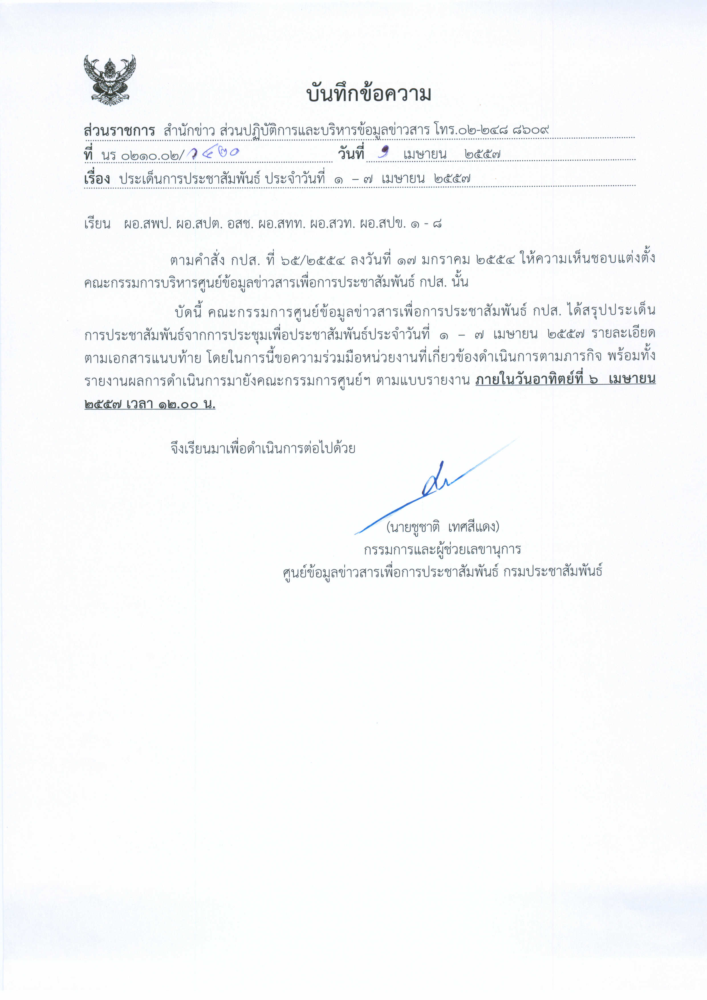 บันทึกข้อความ
ส่วนราชการ สำนักข่าว ส่วนปฏิบัติการและบริหารข้อมูลข่าวสาร โทร.๐๒-๒๔๘ ๘๖๐๙
ที่ นร ๐๒๑๐.๐๒/๑๔๒๐ วันที่ ๑ เมษายน ๒๕๕๗
เรื่อง ประเด็นการประชาสัมพันธ์ ประจำวันที่ ๑ – ๗ เมษายน ๒๕๕๗
เรียน ผอ.สพป. ผอ.สปต. อสช. ผอ.สทท. ผอ.สวท. ผอ.สปข. ๑ - ๘
ตามคำสั่ง กปส. ที่ ๖๕/๒๕๕๔ ลงวันที่ ๑๗ มกราคม ๒๕๕๔ ให้ความเห็นชอบแต่งตั้ง
คณะกรรมการบริหารศูนย์ข้อมูลข่าวสารเพื่อการประชาสัมพันธ์ กปส. นั้น
บัดนี้ คณะกรรมการศูนย์ข้อมูลข่าวสารเพื่อการประชาสัมพันธ์ กปส. ได้สรุปประเด็น
การประชาสัมพันธ์จากการประชุมเพื่อประชาสัมพันธ์ประจำวันที่ ๑ – ๗ เมษายน ๒๕๕๗ รายละเอียด
ตามเอกสารแนบท้าย โดยในการนี้ขอความร่วมมือหน่วยงานที่เกี่ยวข้องดำเนินการตามภารกิจ พร้อมทั้ง
รายงานผลการดำเนินการมายังคณะกรรมการศูนย์ฯ ตามแบบรายงาน ภายในวันอาทิตย์ที่ ๖ เมษายน
๒๕๕๗ เวลา ๑๒.๐๐ น.
จึงเรียนมาเพื่อดำเนินการต่อไปด้วย
(นายชูชาติ เทศสีแดง)
กรรมการและผู้ช่วยเลขานุการ
ศูนย์ข้อมูลข่าวสารเพื่อการประชาสัมพันธ์ กรมประชาสัมพันธ์